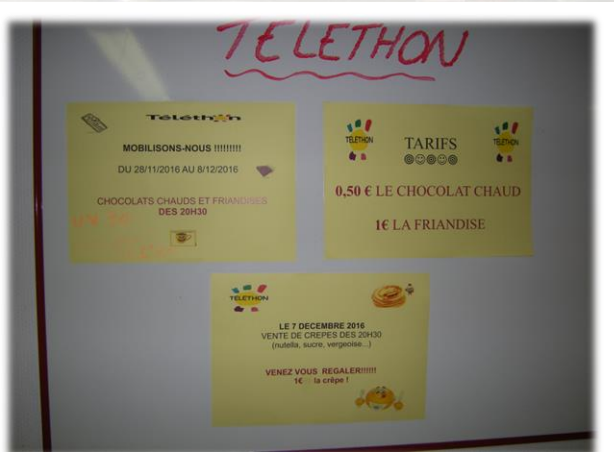 TELETHON
Téléthon
MOBILISONS-NOUS !!!!!!!!!
DU 28/11/2016 AU 8/12/2016
CHOCOLATS CHAUDS ET FRIANDISES
DES 20H30
TELETHON
TELETHON
TARIFS
0,50 € LE CHOCOLAT CHAUD
1€ LA FRIANDISE
TELETHON
LE 7 DECEMBRE 2016
VENTE DE CREPES DES 20H30
(nutella, sucre, vergeoise...)
VENEZ VOUS REGALER!!!!!!
1€ la crêpe !